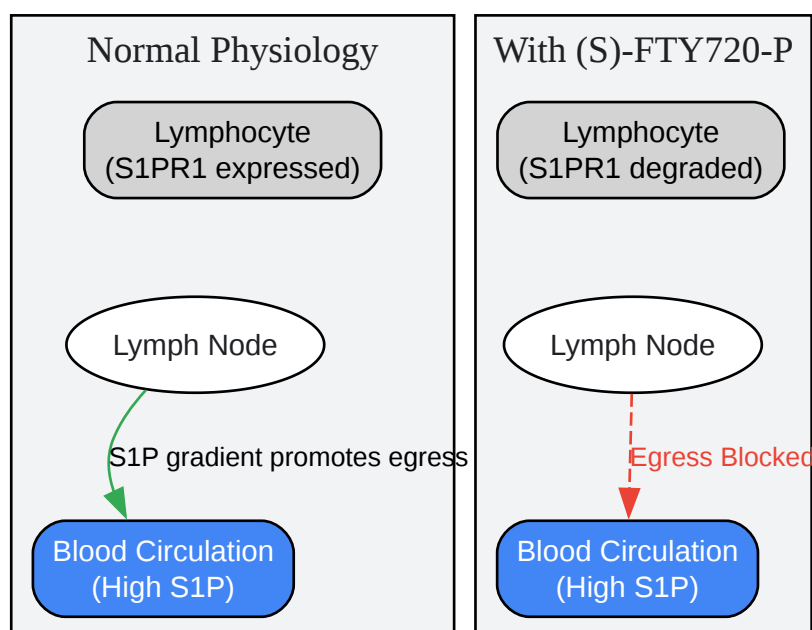 Normal Physiology
Lymphocyte
(S1PR1 expressed)
Lymph Node
S1P gradient promotes egress
Blood Circulation
(High S1P)
With (S)-FTY720-P
Lymphocyte
(S1PR1 degraded)
Lymph Node
Egress Blocked
Blood Circulation
(High S1P)